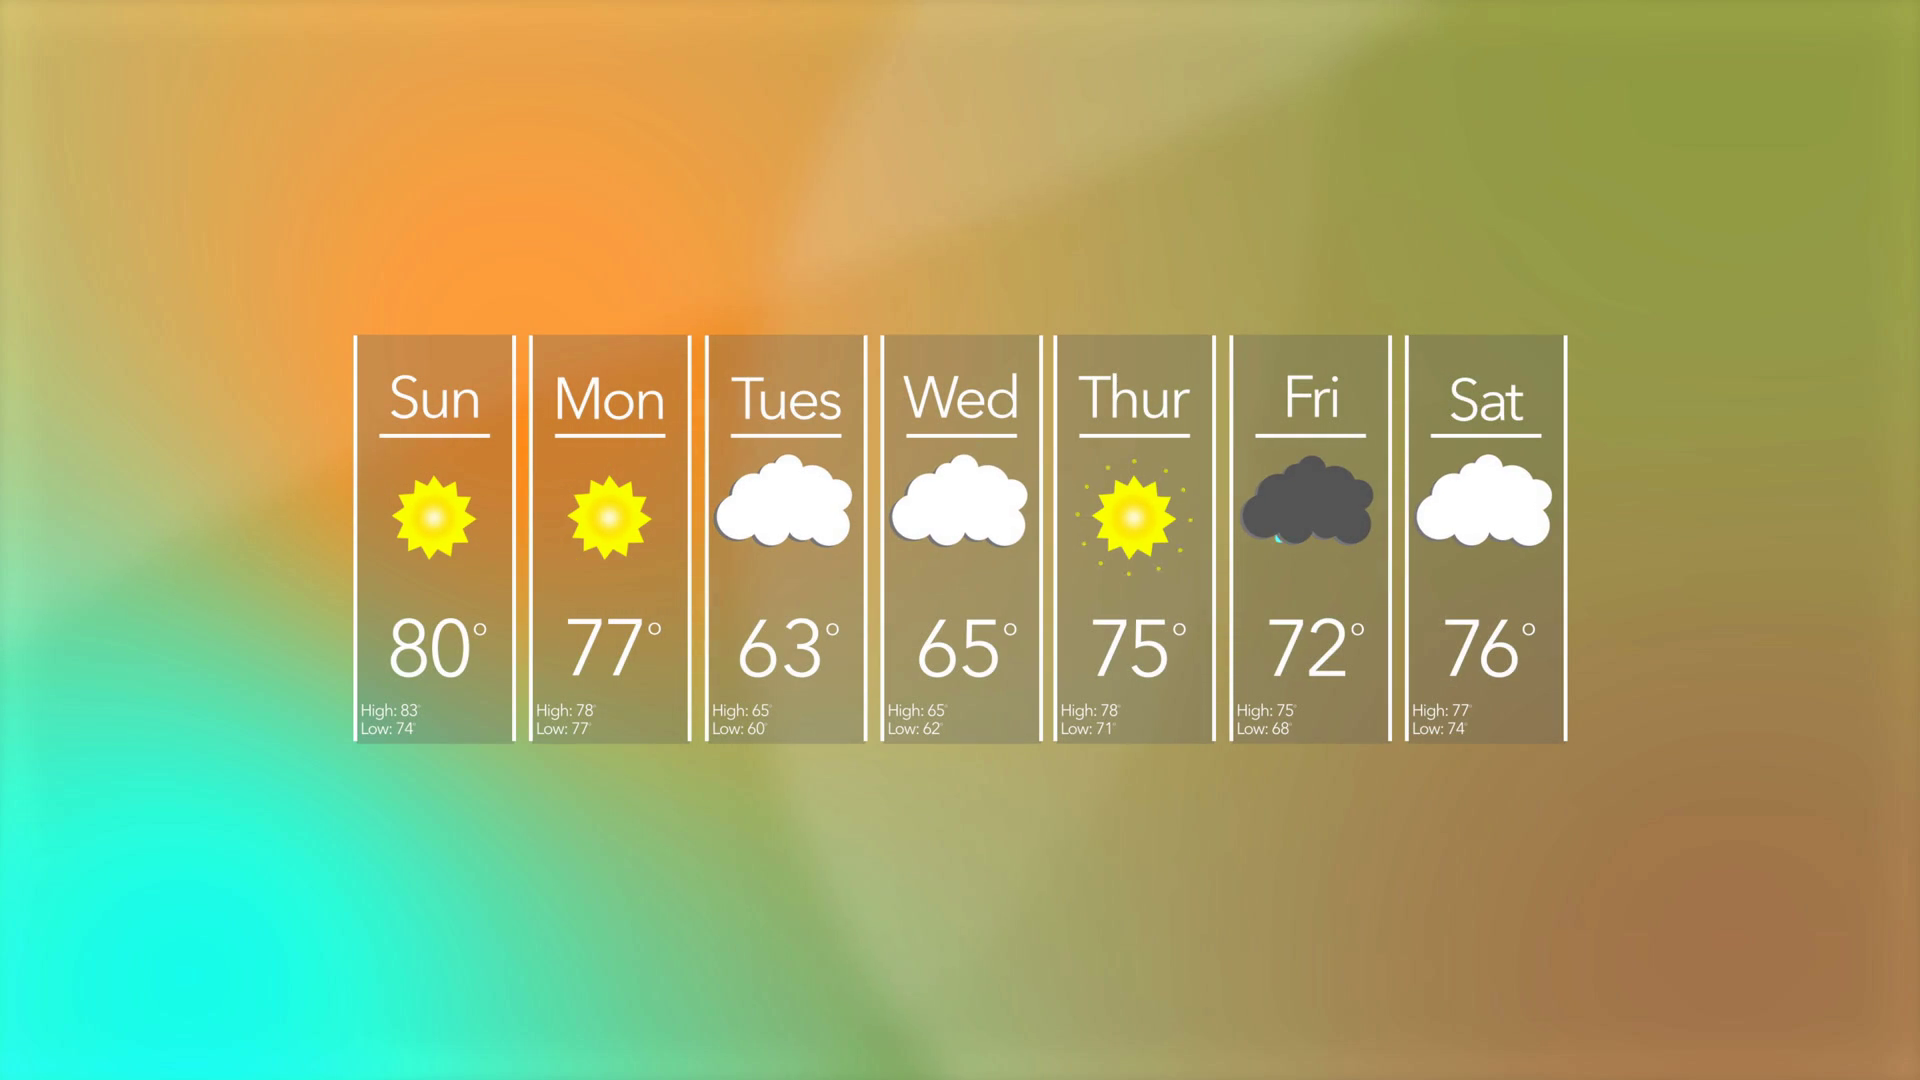 Sun
80°
High: 83°
Low: 74°
Mon
77°
High: 78°
Low: 77°
Tues
63°
High: 65°
Low: 60°
Wed
65°
High: 65°
Low: 62°
Thur
75°
High: 78°
Low: 71°
Fri
72°
High: 75°
Low: 68°
Sat
76°
High: 77°
Low: 74°